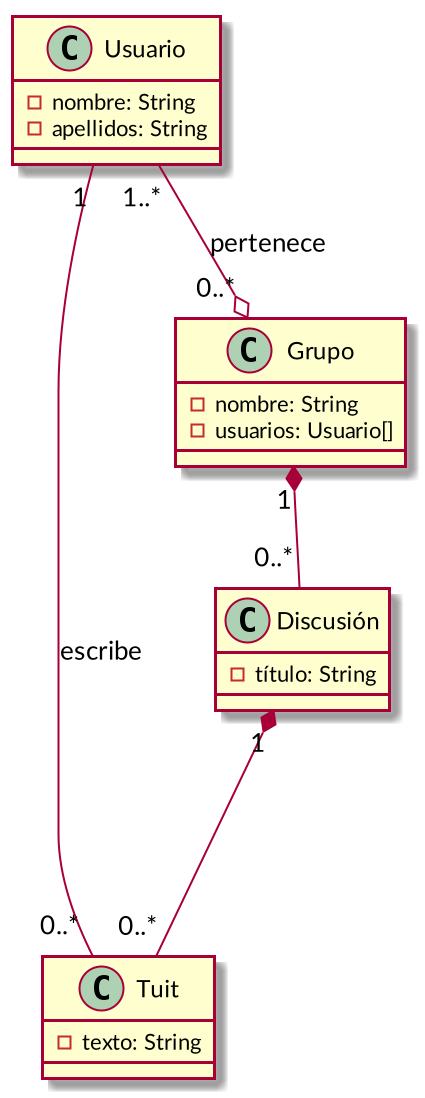 C Usuario
nombre: String
apellidos: String
1
1..*
pertenece
0..*
C Grupo
nombre: String
usuarios: Usuario[]
1
0..*
C Discusión
título: String
escribe
1
0..*
0..*
C Tuit
texto: String